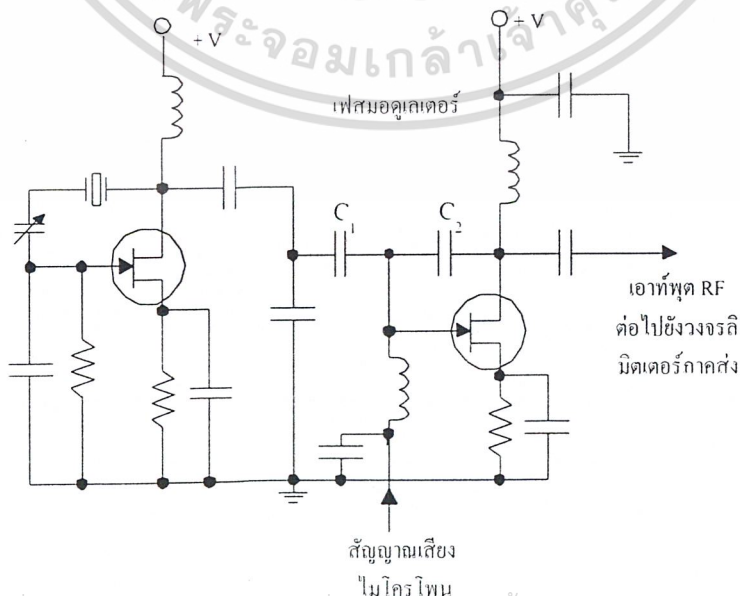 พระจอมเกล้าเจ้าคุ
+ V
+ V
เฟสมอดูเลเตอร์
C1
C2
เอาท์พุต RF
ต่อไปยังวงจรลิ
มิตเตอร์ภาคส่ง
สัญญาณเสียง
ไมโครโฟน